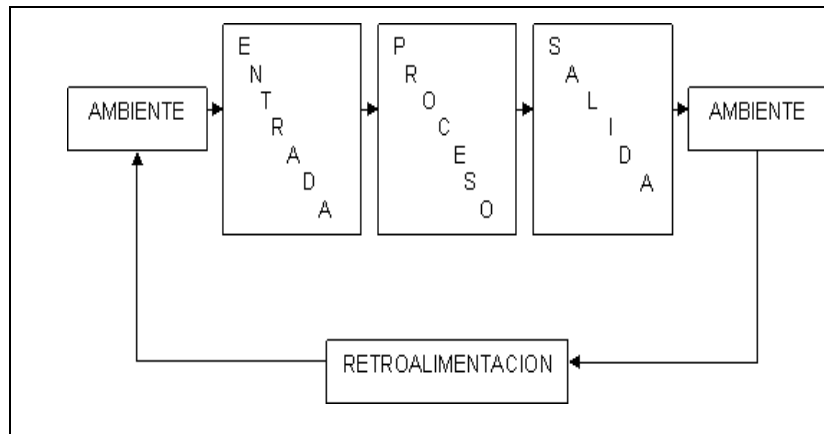 AMBIENTE
ENTRADA
PROCESO
SALIDA
AMBIENTE
RETROALIMENTACION